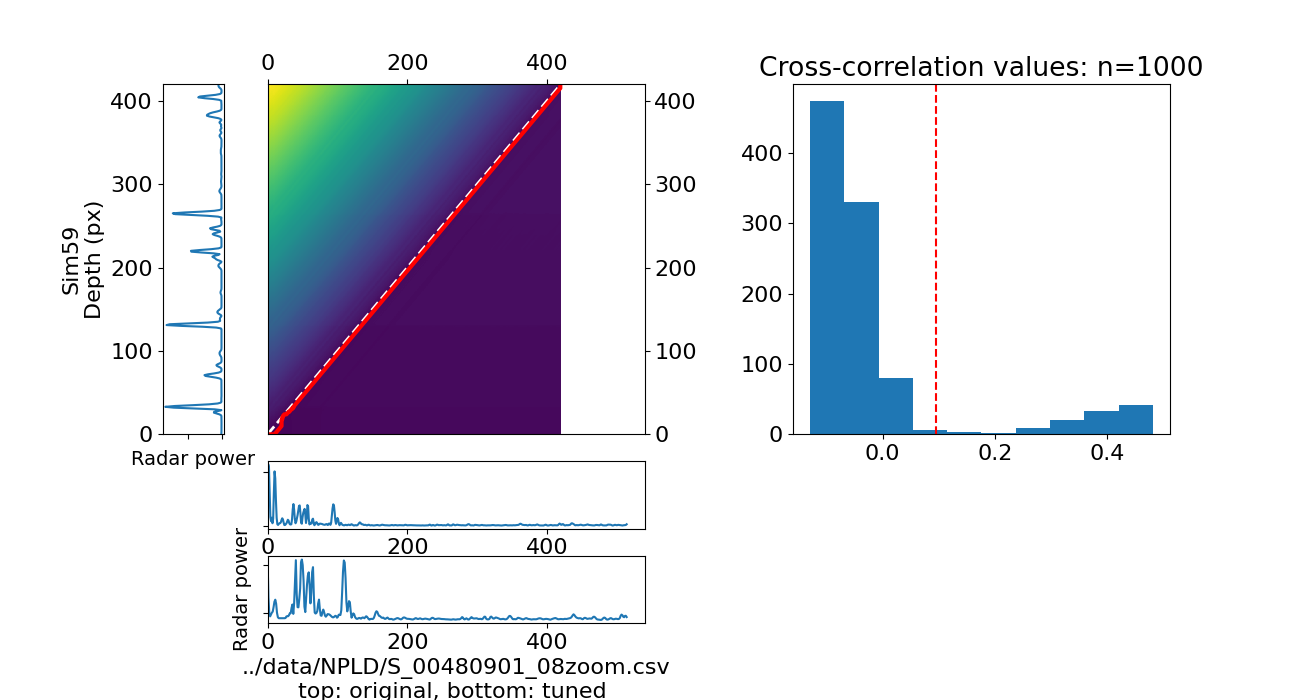 0 200 400
Cross-correlation values: n=1000
400
300
200
100
0
Sim59
Depth (px)
Radar power
400
300
200
100
0
400
300
200
100
0
0.0 0.2 0.4
0 200 400
Radar power
0 200 400
../data/NPLD/S_00480901_08zoom.csv
top: original, bottom: tuned